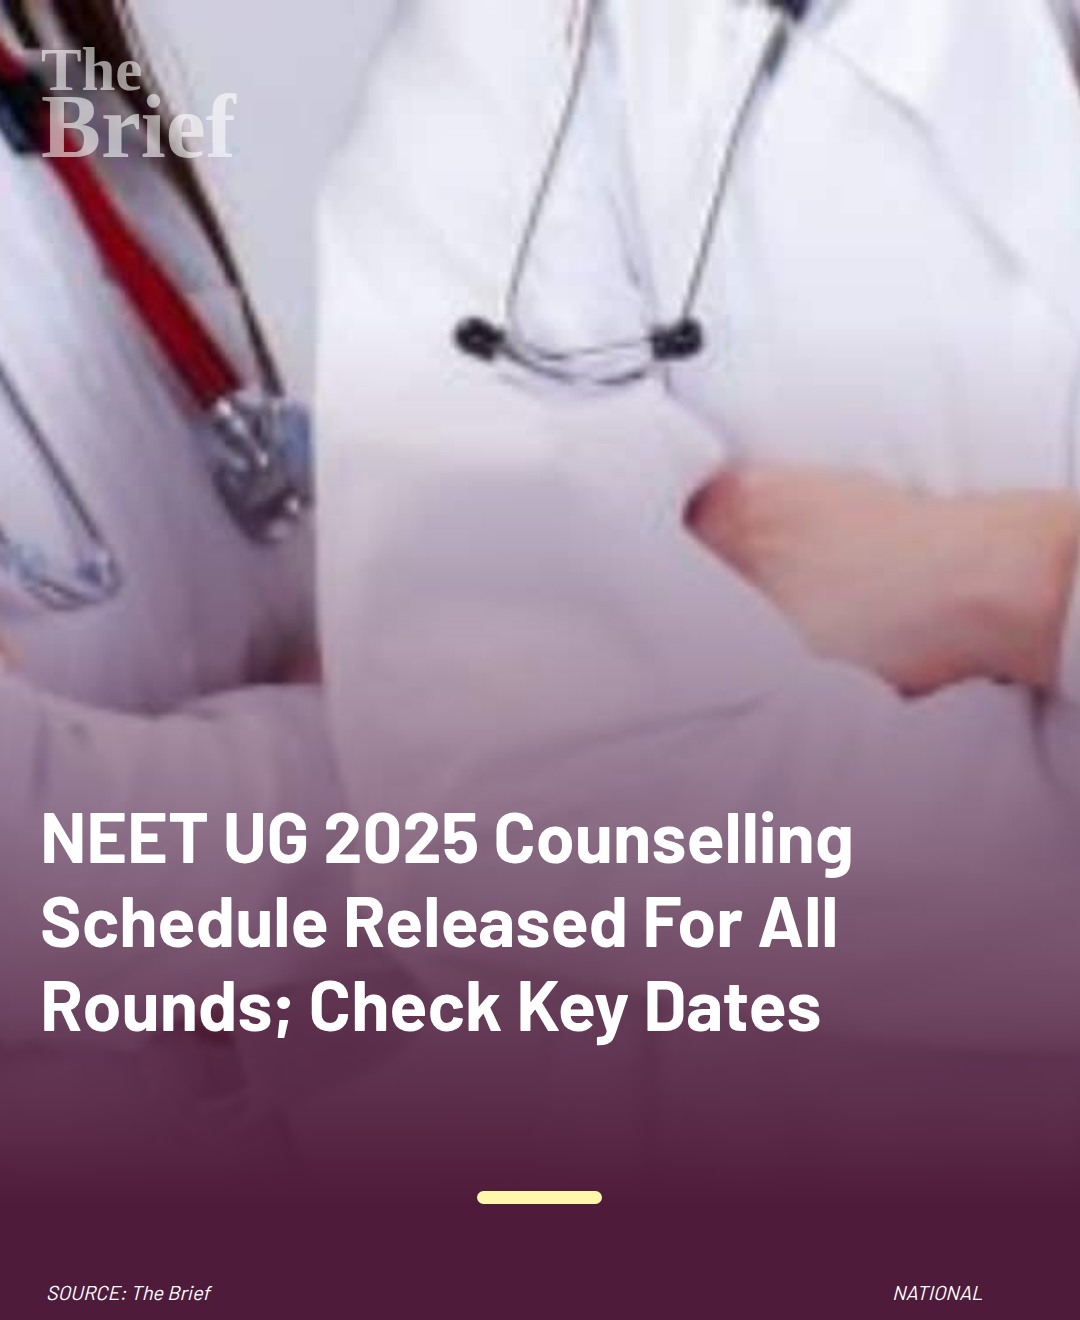 The
Brief
NEET UG 2025 Counselling
Schedule Released For All
Rounds; Check Key Dates
SOURCE: The Brief
NATIONAL